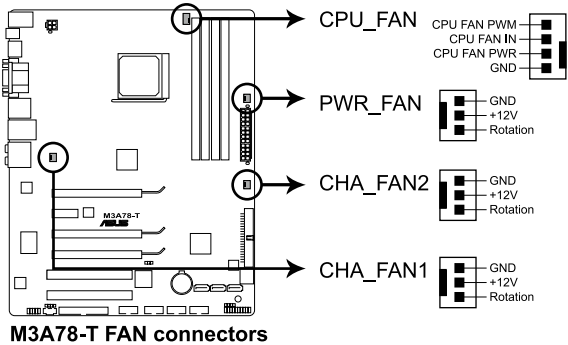 CPU_FAN
CPU FAN PWM
CPU FAN IN
CPU FAN PWR
GND
PWR_FAN
GND
+12V
Rotation
CHA_FAN2
GND
+12V
Rotation
M3A78-T
ASUS
CHA_FAN1
GND
+12V
Rotation
M3A78-T FAN connectors